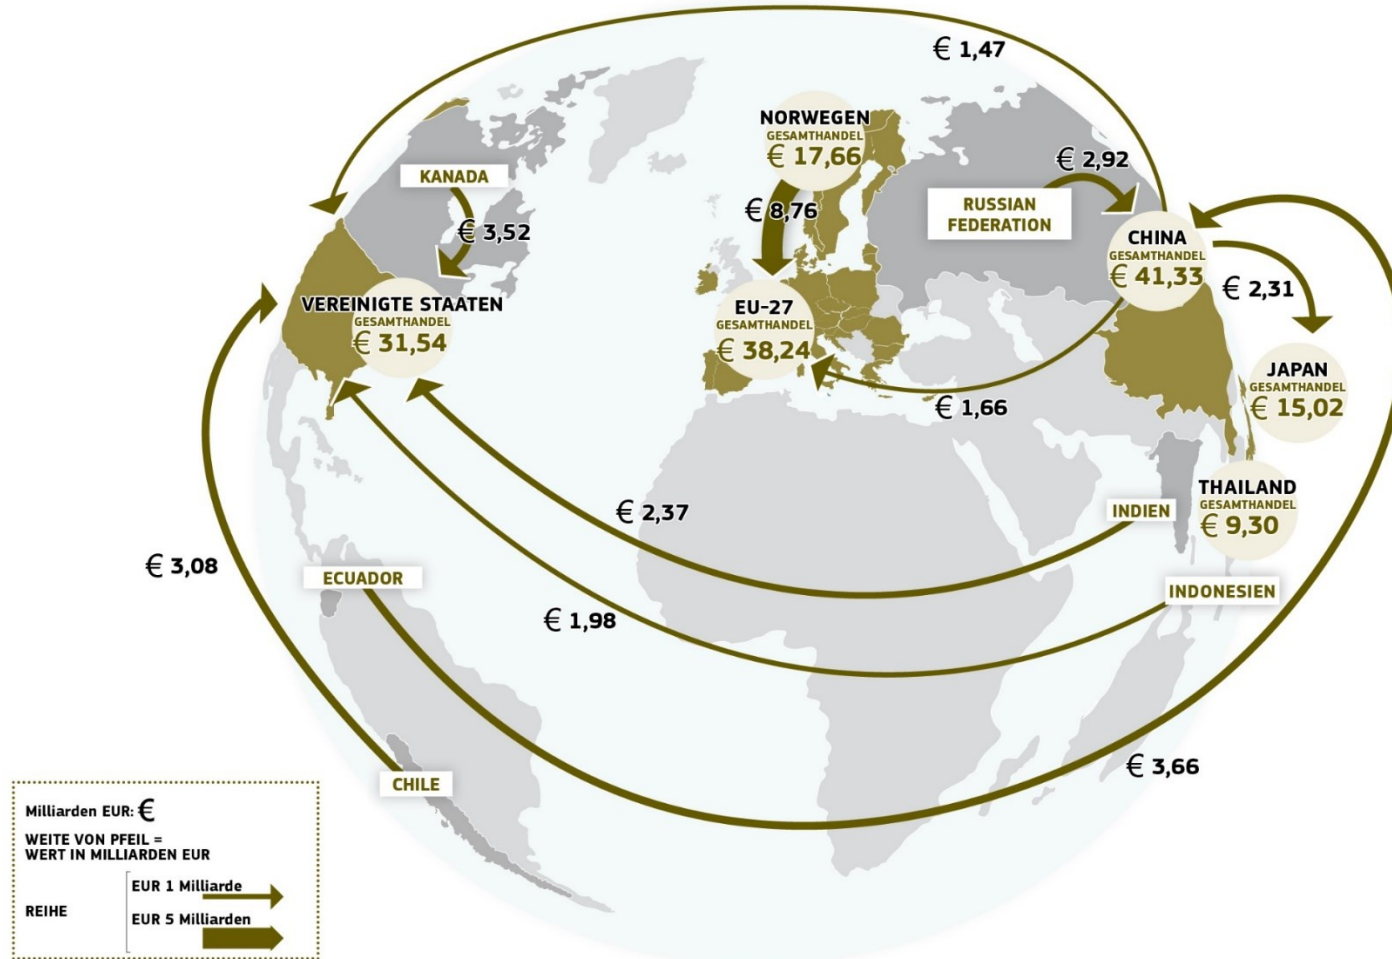 € 1,47
NORWEGEN
GESAMTHANDEL
€ 17,66
KANADA
€ 3,52
€ 8,76
€ 2,92
RUSSIAN
FEDERATION
CHINA
GESAMTHANDEL
€ 41,33
€ 2,31
VEREINIGTE STAATEN
GESAMTHANDEL
€ 31,54
EU-27
GESAMTHANDEL
€ 38,24
JAPAN
GESAMTHANDEL
€ 15,02
€ 1,66
THAILAND
GESAMTHANDEL
€ 9,30
INDIEN
€ 2,37
€ 3,08
ECUADOR
INDONESIEN
€ 1,98
€ 3,66
CHILE
Milliarden EUR: €
WEITE VON PFEIL =
WERT IN MILLIARDEN EUR
REIHE
EUR 1 Milliarde
EUR 5 Milliarden